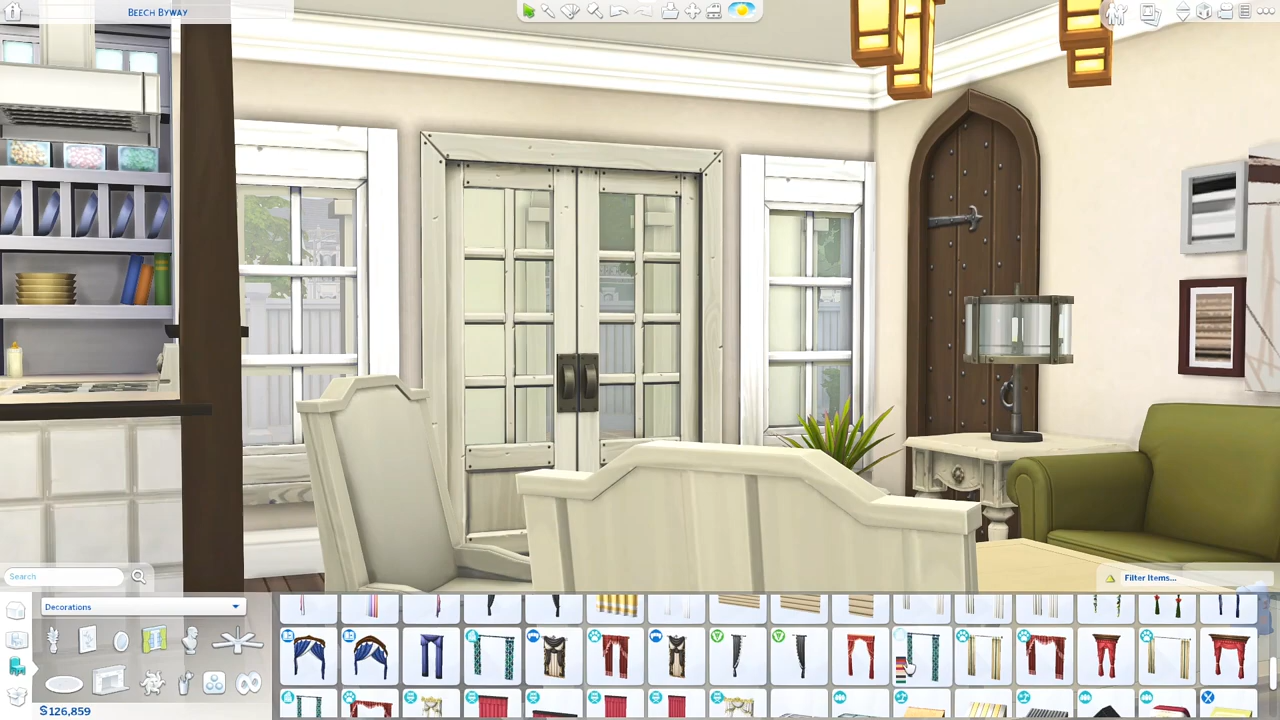 Beech Byway
Search
Filter Items...
Decorations
$126,859